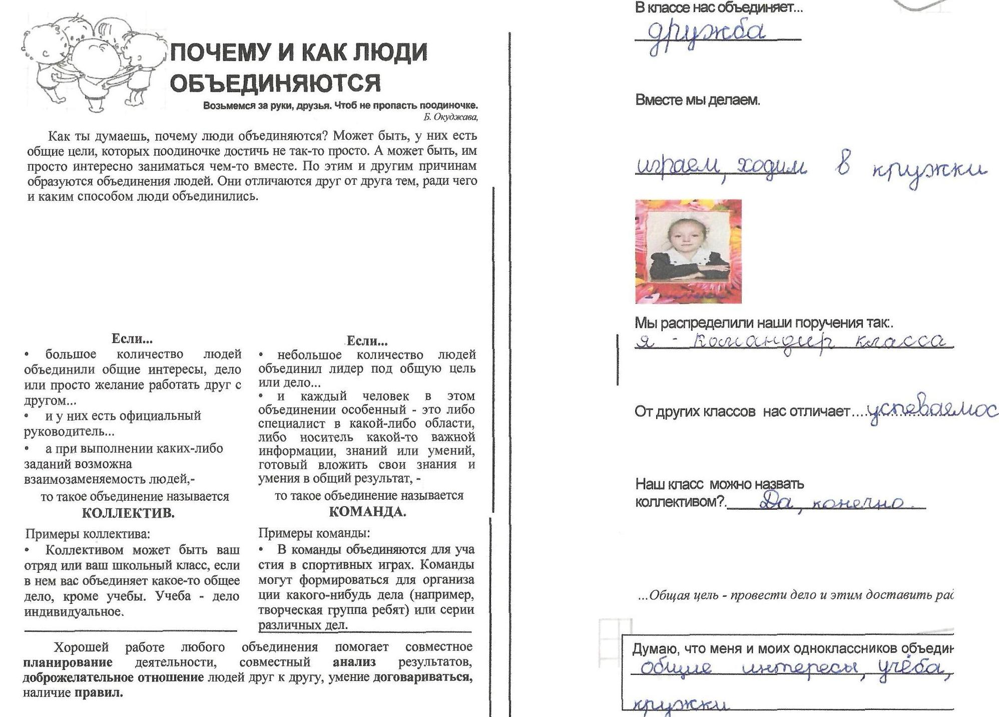 ПОЧЕМУ И КАК ЛЮДИ
ОБЪЕДИНЯЮТСЯ
Возьмемся за руки, друзья. Чтоб не пропасть поодиночке.
Б. Окуджава,
Как ты думаешь, почему люди объединяются? Может быть, у них есть
общие цели, которых поодиночке достичь не так-то просто. А может быть, им
просто интересно заниматься чем-то вместе. По этим и другим причинам
образуются объединения людей. Они отличаются друг от друга тем, ради чего
и каким способом люди объединились.
Если...
• большое количество людей
объединили общие интересы, дело
или просто желание работать друг с
другом...
• и у них есть официальный
руководитель...
• а при выполнении каких-либо
заданий возможна
взаимозаменяемость людей,-
то такое объединение называется
КОЛЛЕКТИВ.
Примеры коллектива:
• Коллективом может быть ваш
отряд или ваш школьный класс, если
в нем вас объединяет какое-то общее
дело, кроме учебы. Учеба - дело
индивидуальное.
Если...
• небольшое количество людей
объединил лидер под общую цель
или дело...
• и каждый человек в этом
объединении особенный - это либо
специалист в какой-либо области,
либо носитель какой-то важной
информации, знаний или умений,
готовый вложить свои знания и
умения в общий результат, -
то такое объединение называется
КОМАНДА.
Примеры команды:
• В команды объединяются для уча
стия в спортивных играх. Команды
могут формироваться для организа
ции какого-нибудь дела (например,
творческая группа ребят) или серии
различных дел.
Хорошей работе любого объединения помогает совместное
планирование деятельности, совместный анализ результатов,
доброжелательное отношение людей друг к другу, умение договариваться,
наличие правил.
В классе нас объединяет...
дружба
Вместе мы делаем.
играем, ходим в кружки
Мы распределили наши поручения так:.
я - командир класса
От других классов нас отличает.... успеваемос
Наш класс можно назвать
коллективом?. Да, конечно.
...Общая цель - провести дело и этим доставить рад
Думаю, что меня и моих одноклассников объедин
общие интересы, учёба,
кружки